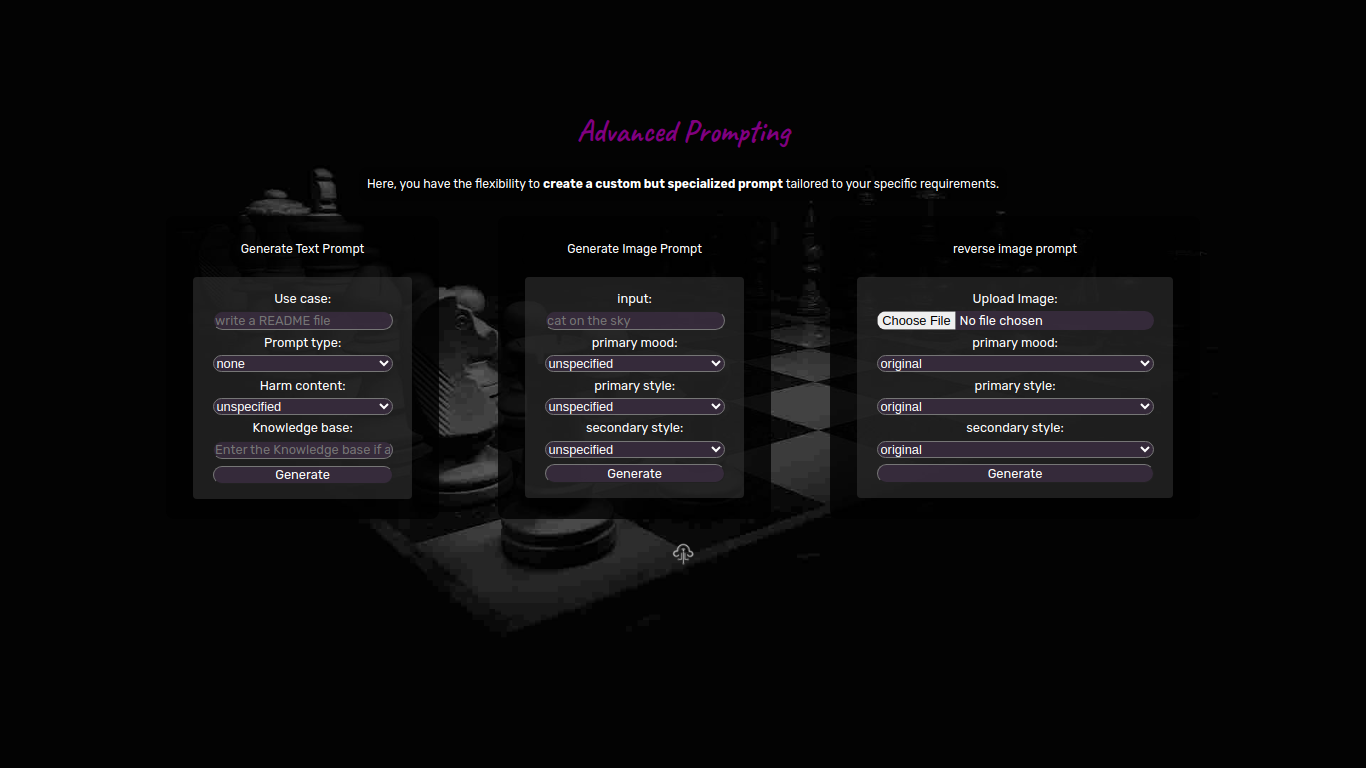 Advanced Prompting
Here, you have the flexibility to create a custom but specialized prompt tailored to your specific requirements.
Generate Text Prompt
Use case:
write a README file
Prompt type:
none
Harm content:
unspecified
Knowledge base:
Enter the Knowledge base if a
Generate
Generate Image Prompt
input:
cat on the sky
primary mood:
unspecified
primary style:
unspecified
secondary style:
unspecified
Generate
reverse image prompt
Upload Image:
Choose File No file chosen
primary mood:
original
primary style:
original
secondary style:
original
Generate